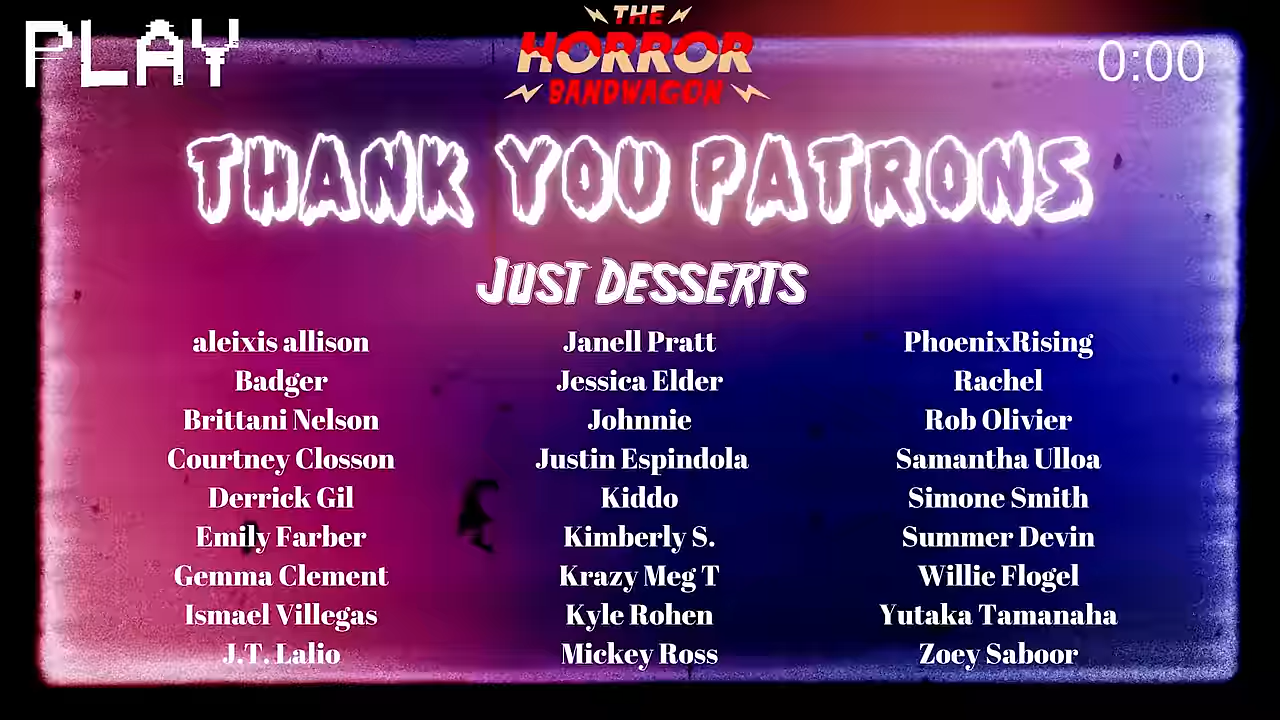 PLAY
THE
HORROR
BANDWAGON
0:00
THANK YOU PATRONS
JUST DESSERTS
aleixis allison
Badger
Brittani Nelson
Courtney Closson
Derrick Gil
Emily Farber
Gemma Clement
Ismael Villegas
J.T. Lalio
Janell Pratt
Jessica Elder
Johnnie
Justin Espindola
Kiddo
Kimberly S.
Krazy Meg T
Kyle Rohen
Mickey Ross
PhoenixRising
Rachel
Rob Olivier
Samantha Ulloa
Simone Smith
Summer Devin
Willie Flogel
Yutaka Tamanaha
Zoey Saboor